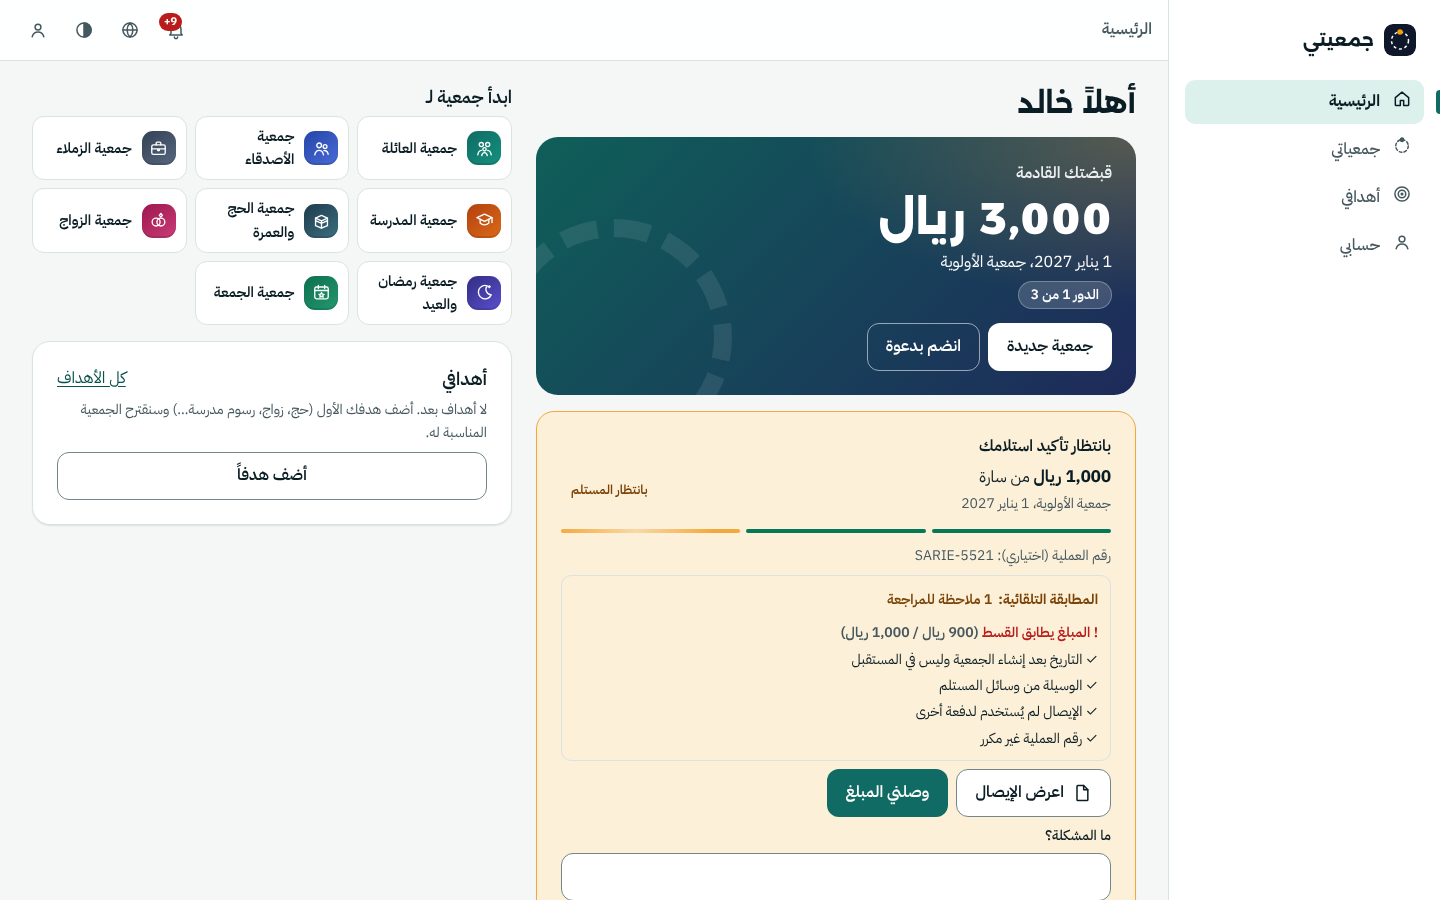 جمعيتي
الرئيسية
جمعياتي
أهدافي
حسابي
الرئيسية
+9
أهلاً خالد
قبضتك القادمة
3,000 ريال
1 يناير 2027، جمعية الأولوية
الدور 1 من 3
جمعية جديدة
انضم بدعوة
بانتظار تأكيد استلامك
1,000 ريال من سارة
جمعية الأولوية، 1 يناير 2027
بانتظار المستلم
رقم العملية (اختياري): SARIE-5521
المطابقة التلقائية: 1 ملاحظة للمراجعة
! المبلغ يطابق القسط (900 ريال / 1,000 ريال)
✓ التاريخ بعد إنشاء الجمعية وليس في المستقبل
✓ الوسيلة من وسائل المستلم
✓ الإيصال لم يُستخدم لدفعة أخرى
✓ رقم العملية غير مكرر
اعرض الإيصال
وصلني المبلغ
ما المشكلة؟
ابدأ جمعية لـ
جمعية العائلة
جمعية الأصدقاء
جمعية الزملاء
جمعية المدرسة
جمعية الحج والعمرة
جمعية الزواج
جمعية رمضان والعيد
جمعية الجمعة
أهدافي
كل الأهداف
لا أهداف بعد. أضف هدفك الأول (حج، زواج، رسوم مدرسة...) وسنقترح الجمعية
المناسبة له.
أضف هدفاً